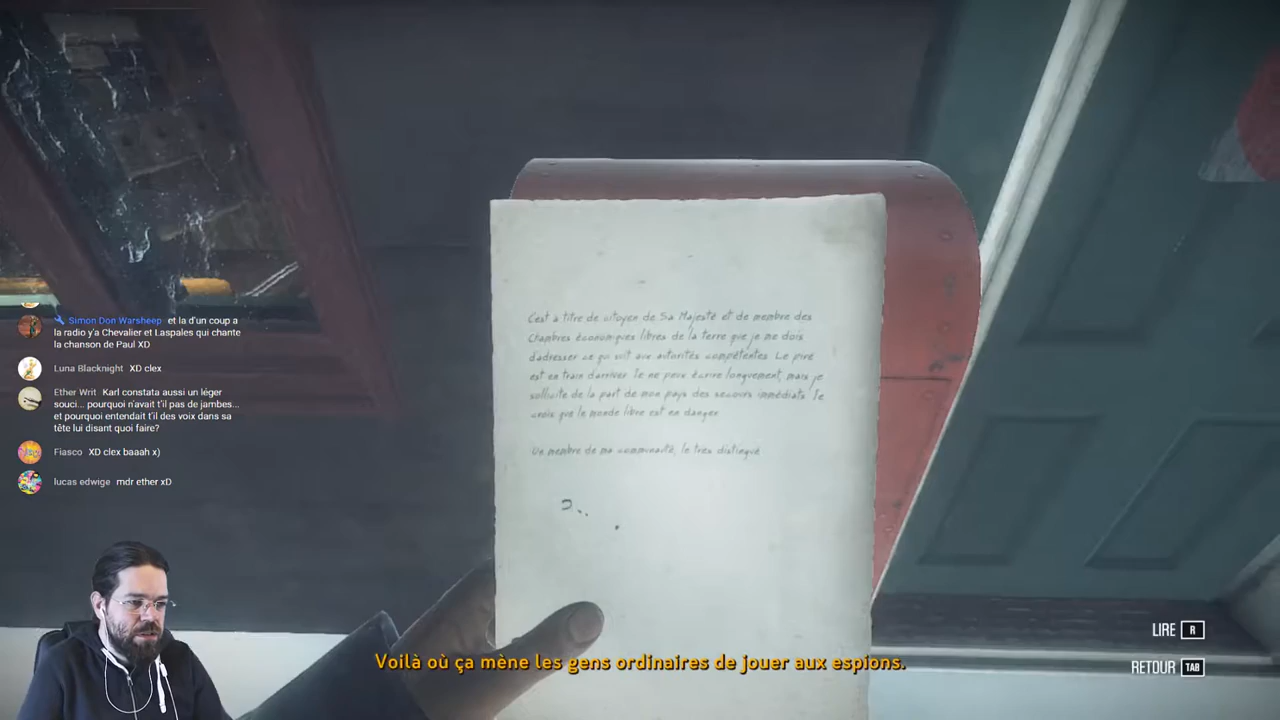 C'est à titre de citoyen de Sa Majesté et de membre des
Chambres économiques libres de la terre que je me dois
d'adresser ce qui suit aux autorités compétentes. Le pire
est en train d'arriver. Je ne peux écrire longuement, mais je
sollicite de la part de mon pays des secours immédiats. Je
crois que le monde libre est en danger
Un membre de ma communauté, le très distingué
Simon Don Warsheep et la d'un coup a
la radio y'a Chevalier et Laspales qui chante
la chanson de Paul XD
Luna Blacknight XD clex
Ether Writ Karl constata aussi un léger
souci... pourquoi n'avait t'il pas de jambes...
et pourquoi entendait t'il des voix dans sa
tête lui disant quoi faire?
Fiasco XD clex baaah x)
lucas edwige mdr ether xD
LIRE R
Voilà où ça mène les gens ordinaires de jouer aux espions.
RETOUR TAB